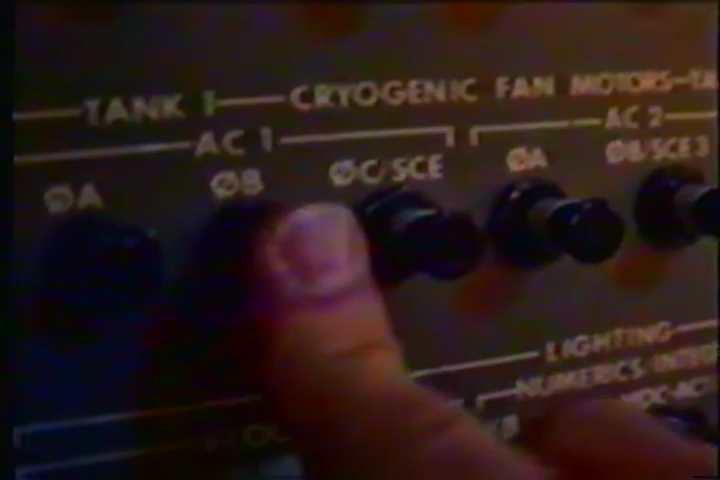 TANK 1 CRYOGENIC FAN MOTORS-TA
AC 1 AC 2
ØA ØB ØC/SCE ØA ØB/SCE 3
LIGHTING
NUMERICS